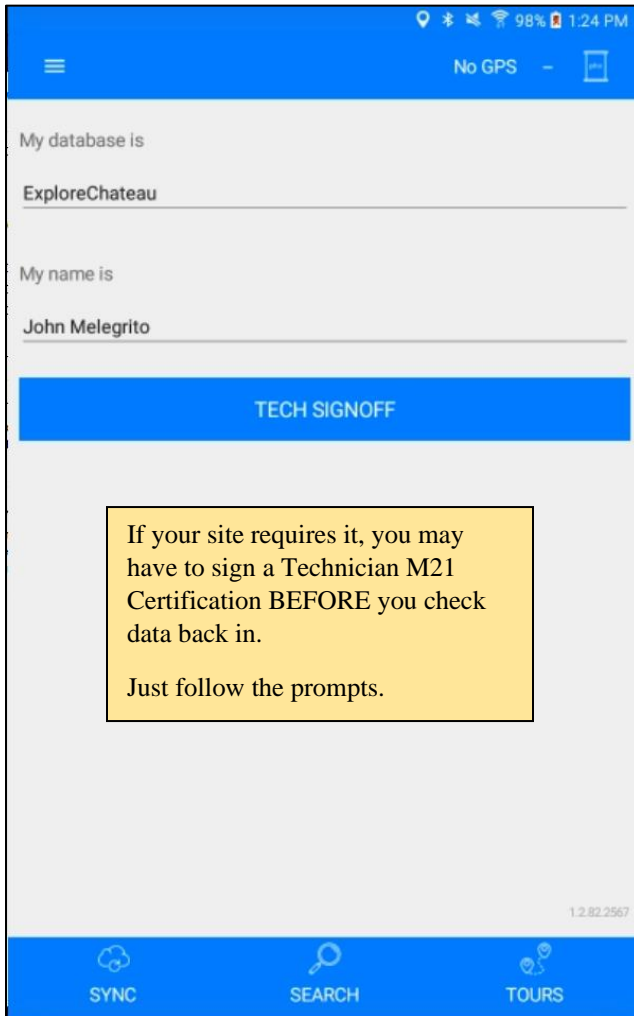 98% 1:24 PM
No GPS –
My database is
ExploreChateau
My name is
John Melegrito
TECH SIGNOFF
If your site requires it, you may
have to sign a Technician M21
Certification BEFORE you check
data back in.
Just follow the prompts.
1.2.82.2567
SYNC SEARCH TOURS